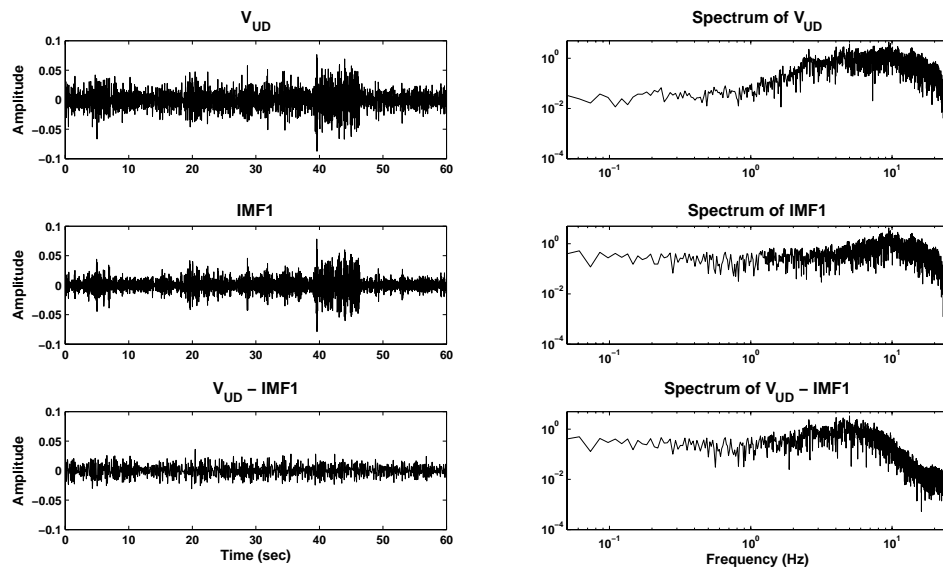 V_UD
Amplitude
0.1
0.05
0
−0.05
−0.1
0 10 20 30 40 50 60
Spectrum of V_UD
10^0
10^−2
10^−4
10^−1 10^0 10^1
IMF1
Amplitude
0.1
0.05
0
−0.05
−0.1
0 10 20 30 40 50 60
Spectrum of IMF1
10^0
10^−2
10^−4
10^−1 10^0 10^1
V_UD − IMF1
Amplitude
0.1
0.05
0
−0.05
−0.1
0 10 20 30 40 50 60
Time (sec)
Spectrum of V_UD − IMF1
10^0
10^−2
10^−4
10^−1 10^0 10^1
Frequency (Hz)